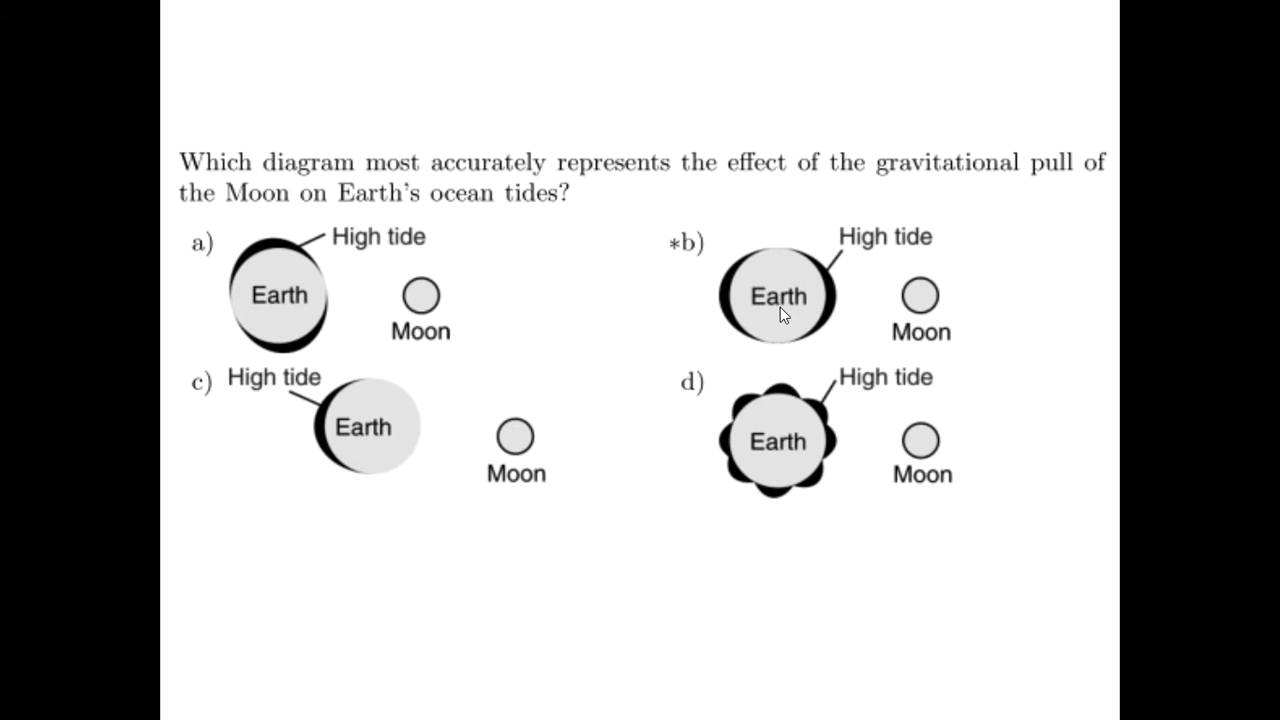 Which diagram most accurately represents the effect of the gravitational pull of
the Moon on Earth's ocean tides?
a)
High tide
Earth
Moon
*b)
High tide
Earth
Moon
c)
High tide
Earth
Moon
d)
High tide
Earth
Moon